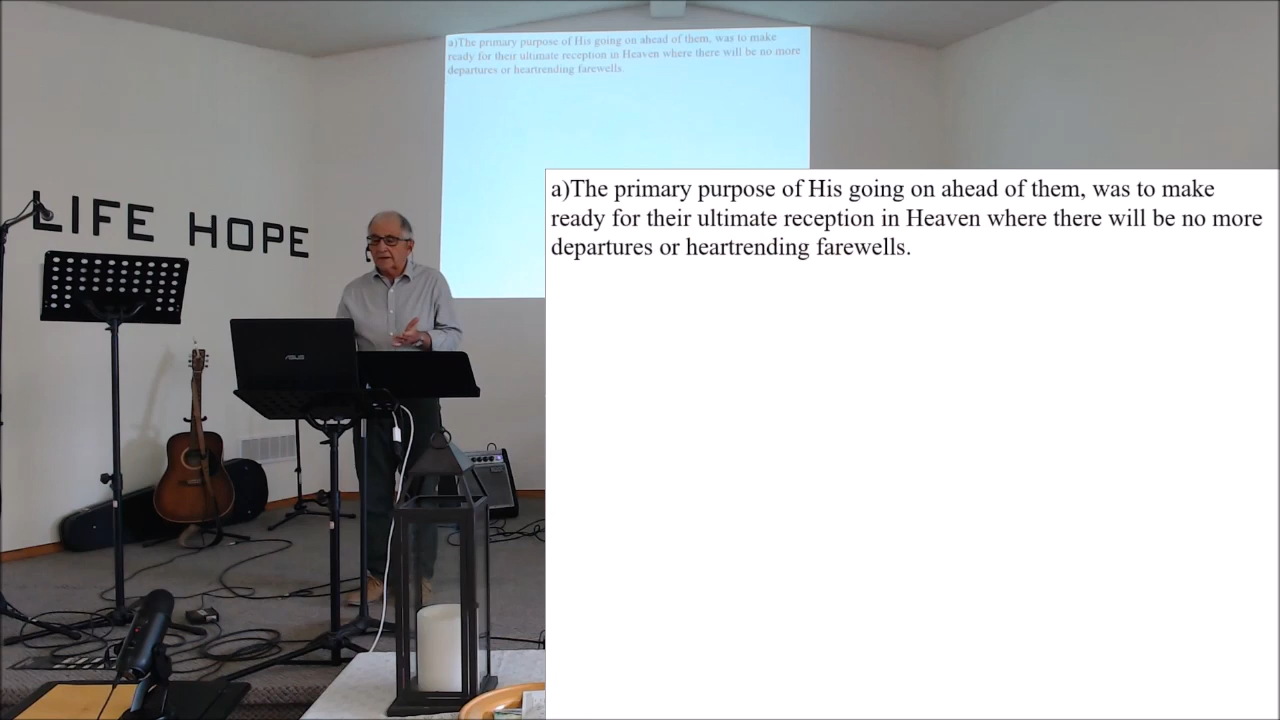 a)The primary purpose of His going on ahead of them, was to make
ready for their ultimate reception in Heaven where there will be no more
departures or heartrending farewells.
LIFE HOPE
ASUS
a)The primary purpose of His going on ahead of them, was to make
ready for their ultimate reception in Heaven where there will be no more
departures or heartrending farewells.